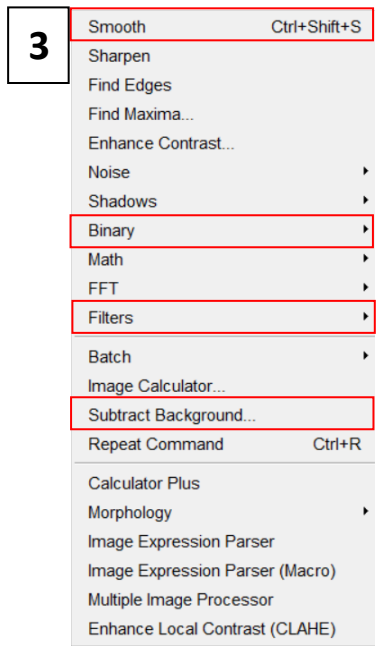 3
Smooth Ctrl+Shift+S
Sharpen
Find Edges
Find Maxima...
Enhance Contrast...
Noise
Shadows
Binary
Math
FFT
Filters
Batch
Image Calculator...
Subtract Background...
Repeat Command Ctrl+R
Calculator Plus
Morphology
Image Expression Parser
Image Expression Parser (Macro)
Multiple Image Processor
Enhance Local Contrast (CLAHE)